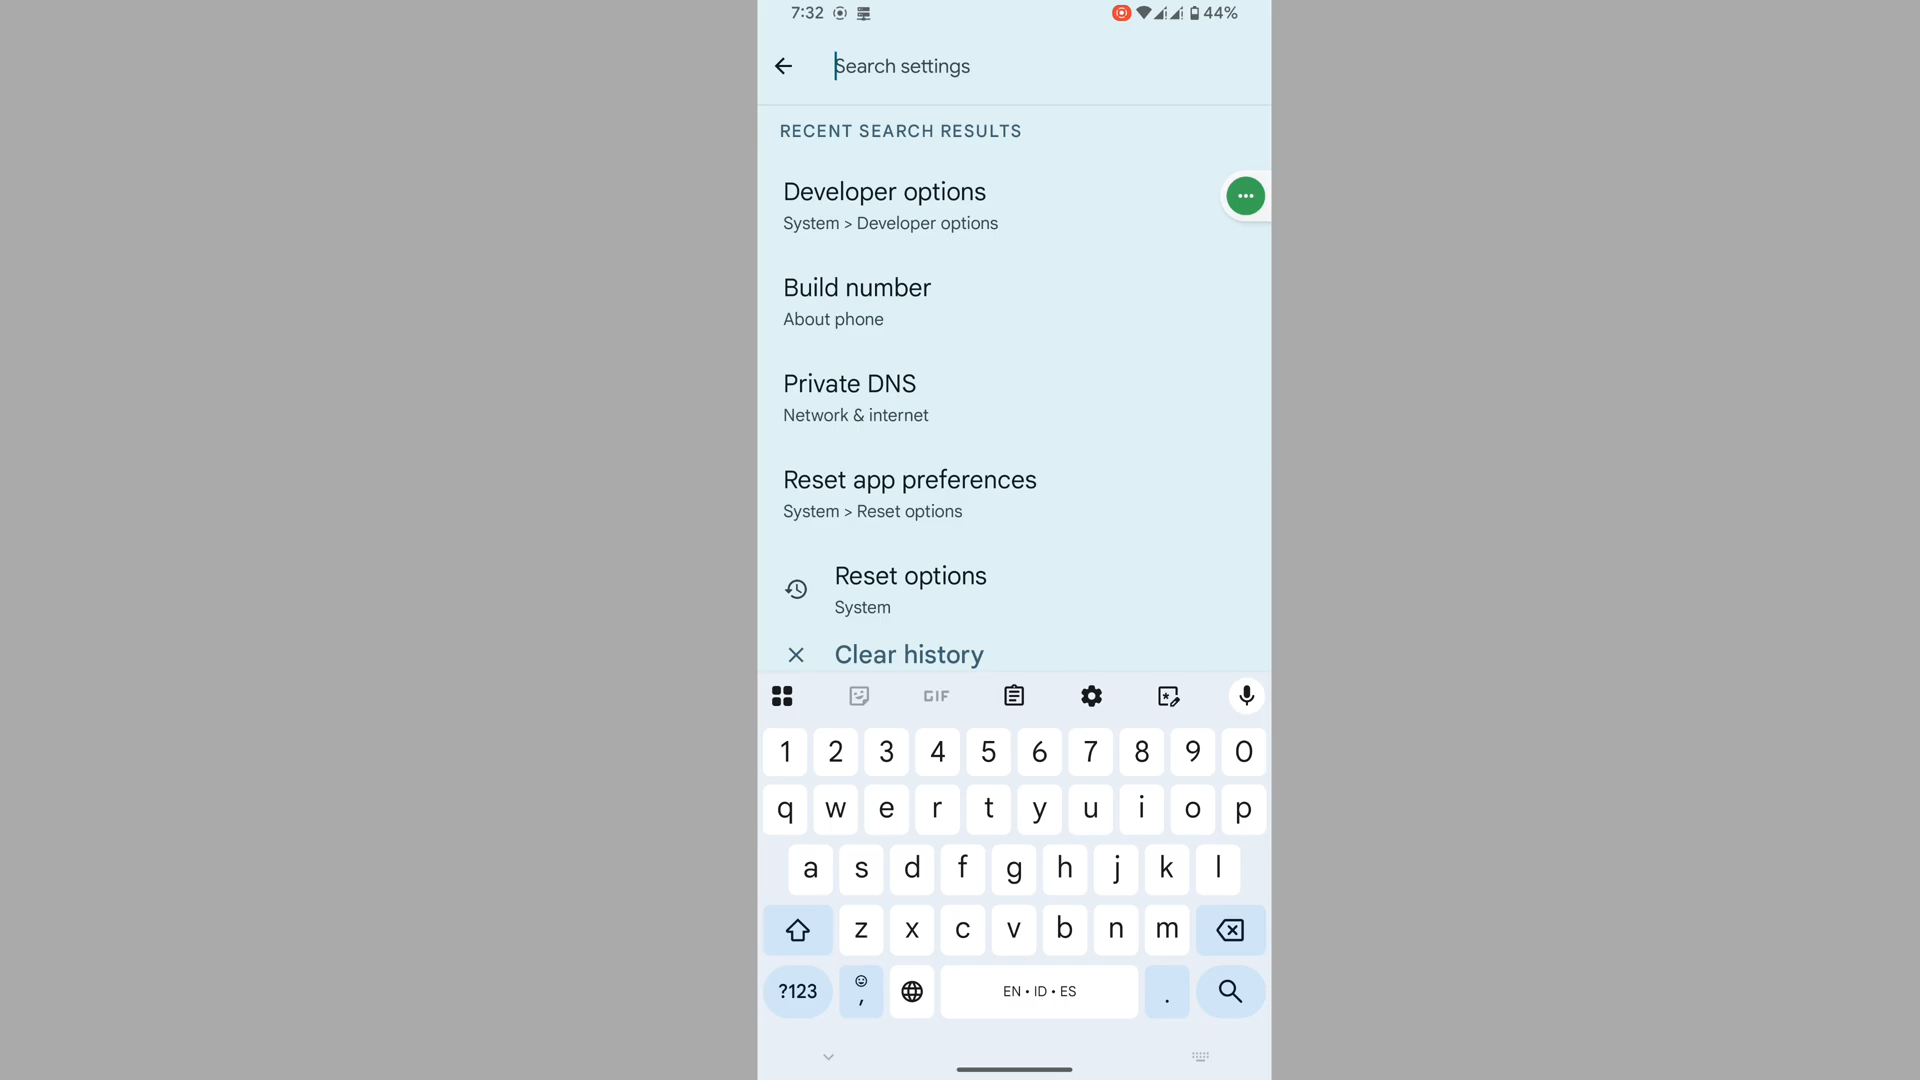 7:32 44%
Search settings
RECENT SEARCH RESULTS
Developer options
System > Developer options
Build number
About phone
Private DNS
Network & internet
Reset app preferences
System > Reset options
Reset options
System
Clear history
GIF
1 2 3 4 5 6 7 8 9 0
q w e r t y u i o p
a s d f g h j k l
z x c v b n m
?123 , EN • ID • ES .